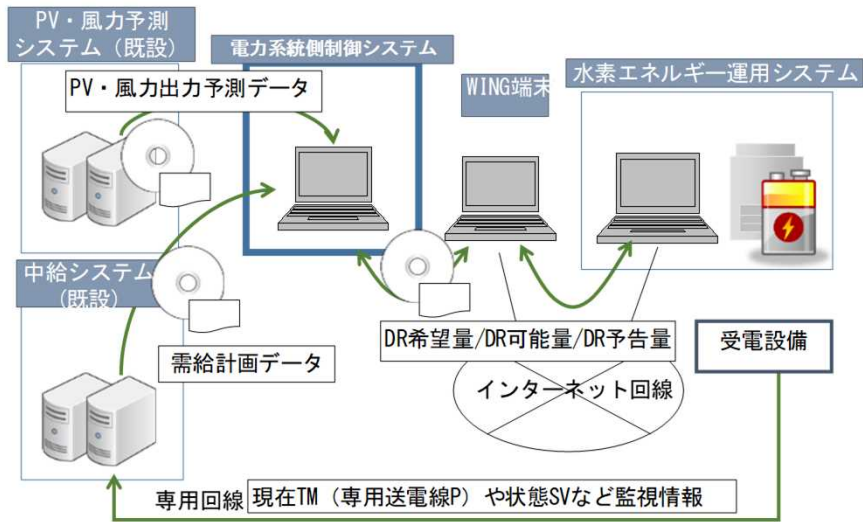 PV・風力予測
システム（既設）
電力系統側制御システム
WING端末
水素エネルギー運用システム
PV・風力出力予測データ
中給システム
（既設）
DR希望量/DR可能量/DR予告量
受電設備
需給計画データ
インターネット回線
専用回線
現在TM（専用送電線P）や状態SVなど監視情報